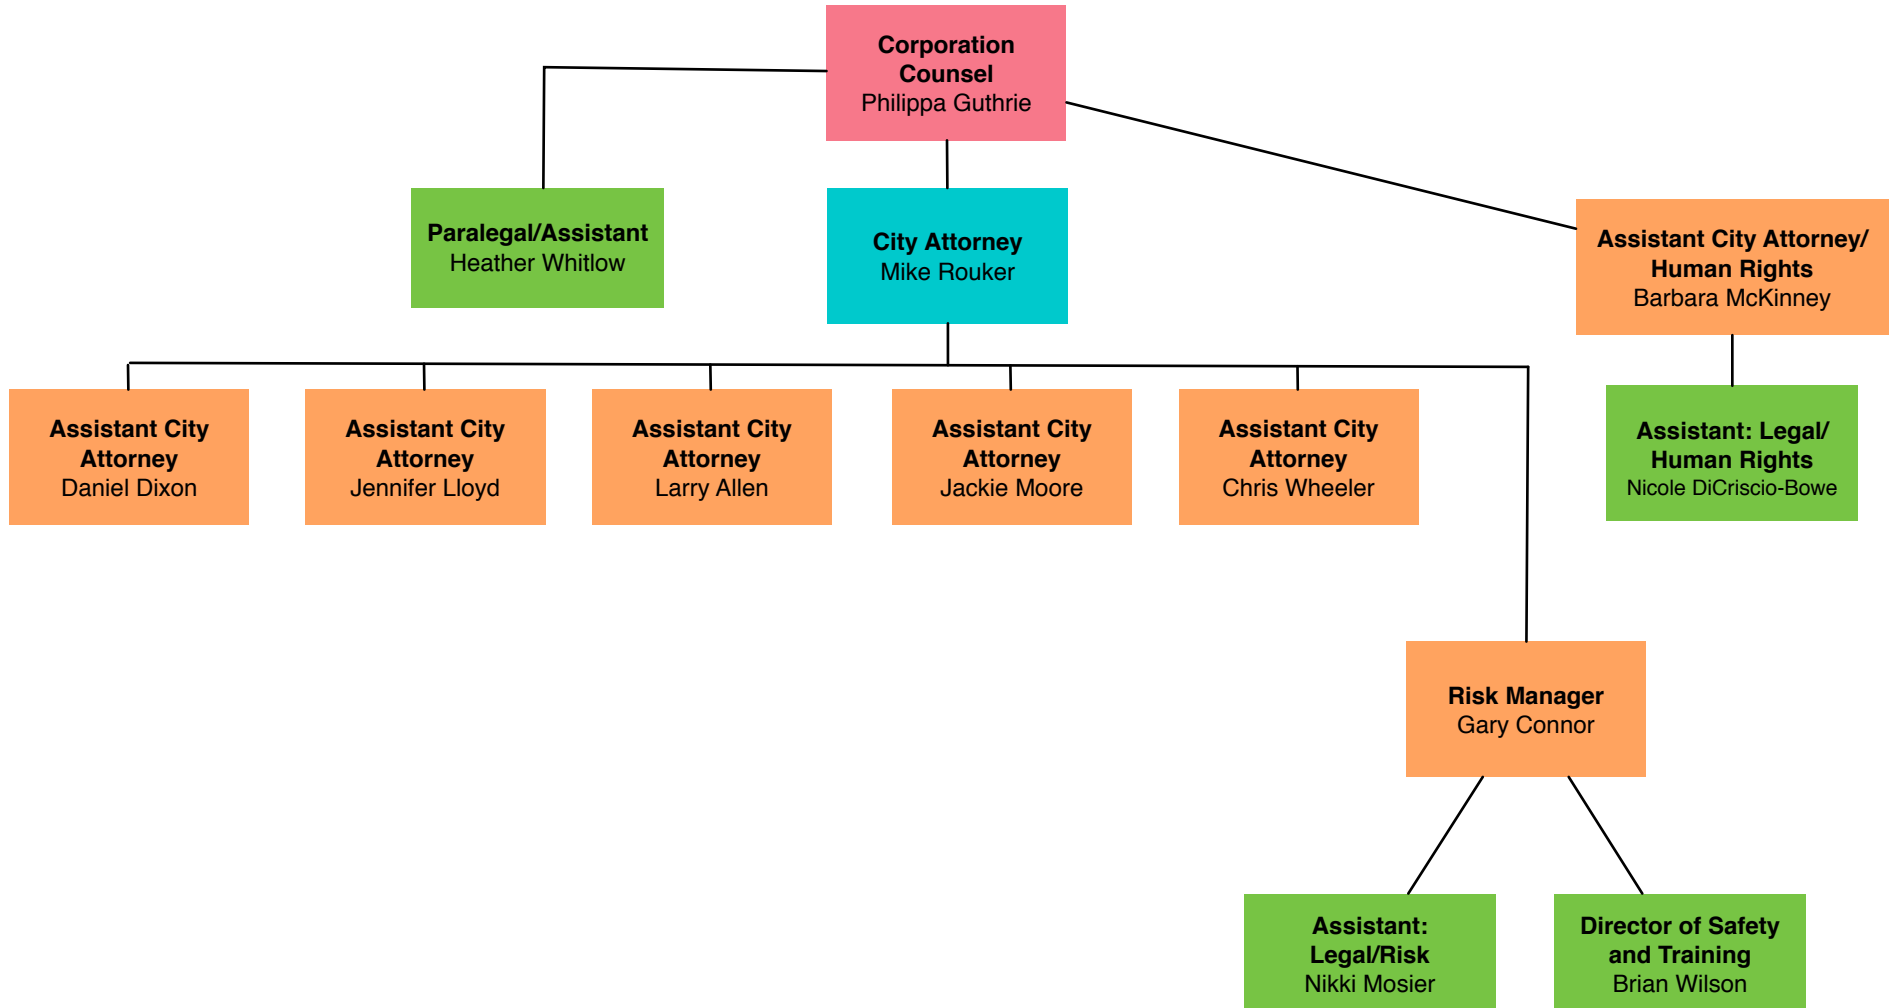 Corporation
Counsel
Philippa Guthrie
Paralegal/Assistant
Heather Whitlow
City Attorney
Mike Rouker
Assistant City Attorney/
Human Rights
Barbara McKinney
Assistant City
Attorney
Daniel Dixon
Assistant City
Attorney
Jennifer Lloyd
Assistant City
Attorney
Larry Allen
Assistant City
Attorney
Jackie Moore
Assistant City
Attorney
Chris Wheeler
Assistant: Legal/
Human Rights
Nicole DiCriscio-Bowe
Risk Manager
Gary Connor
Assistant:
Legal/Risk
Nikki Mosier
Director of Safety
and Training
Brian Wilson